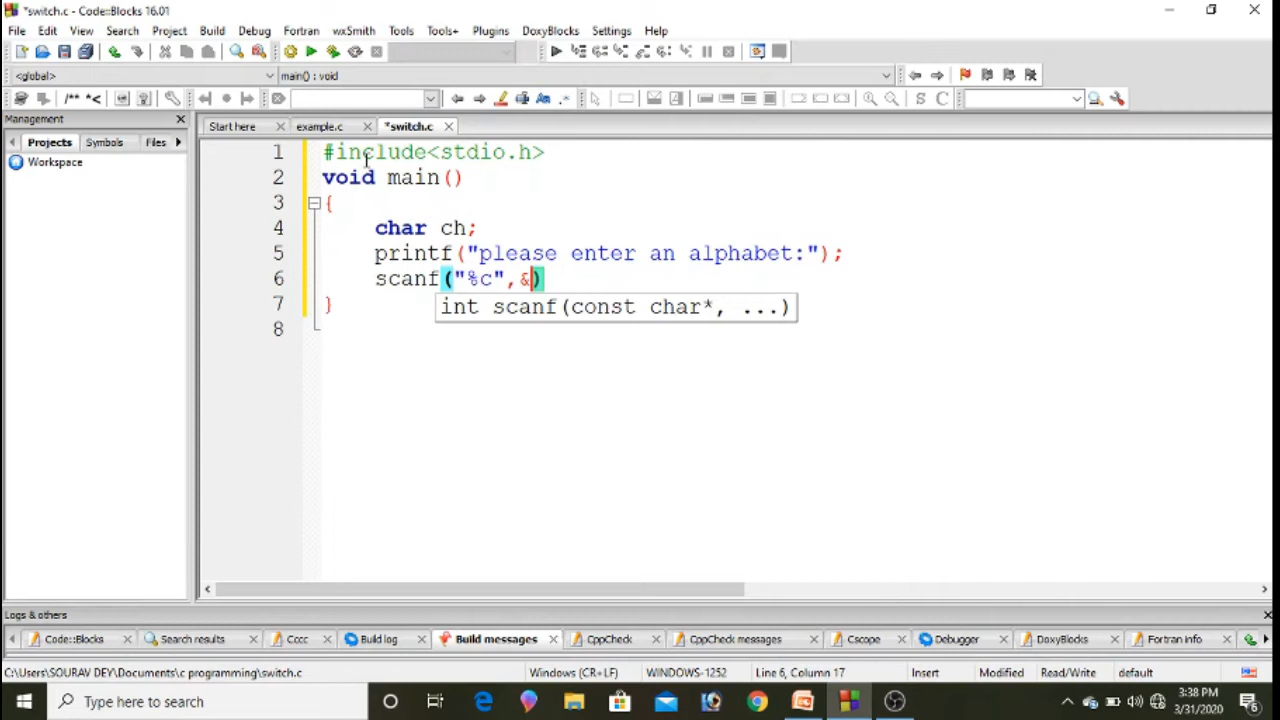 *switch.c - Code::Blocks 16.01
File Edit View Search Project Build Debug Fortran wxSmith Tools Tools+ Plugins DoxyBlocks Settings Help
<global> main() : void
/** *< Aa .* S C
Management
Start here example.c *switch.c
Projects Symbols Files
Workspace
1 #include<stdio.h>
2 void main()
3 {
4 char ch;
5 printf("please enter an alphabet:");
6 scanf("%c",&)
7 }
int scanf(const char*, ...)
8
Logs & others
Code::Blocks Search results Cccc Build log Build messages CppCheck CppCheck messages Cscope Debugger DoxyBlocks Fortran info
C:\Users\SOURAV DEY\Documents\c programming\switch.c Windows (CR+LF) WINDOWS-1252 Line 6, Column 17 Insert Modified Read/Write default
Type here to search
3:38 PM
3/31/2020
6